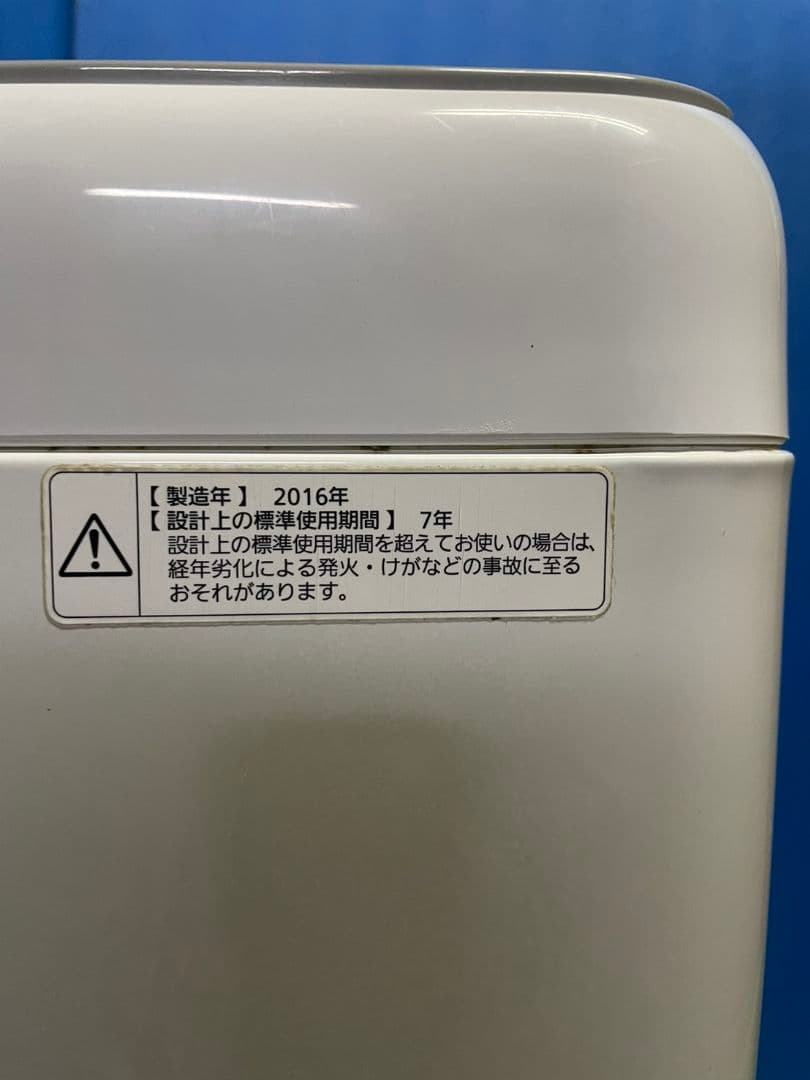 【 製造年 】 2016年
【 設計上の標準使用期間 】 7年
設計上の標準使用期間を超えてお使いの場合は、
経年劣化による発火・けがなどの事故に至る
おそれがあります。